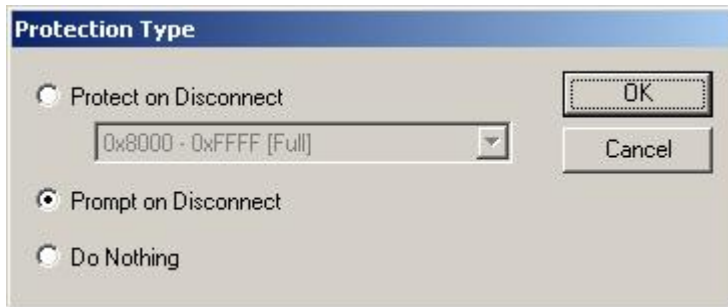 Protection Type
Protect on Disconnect
OK
0x8000 - 0xFFFF [Full]
Cancel
Prompt on Disconnect
Do Nothing